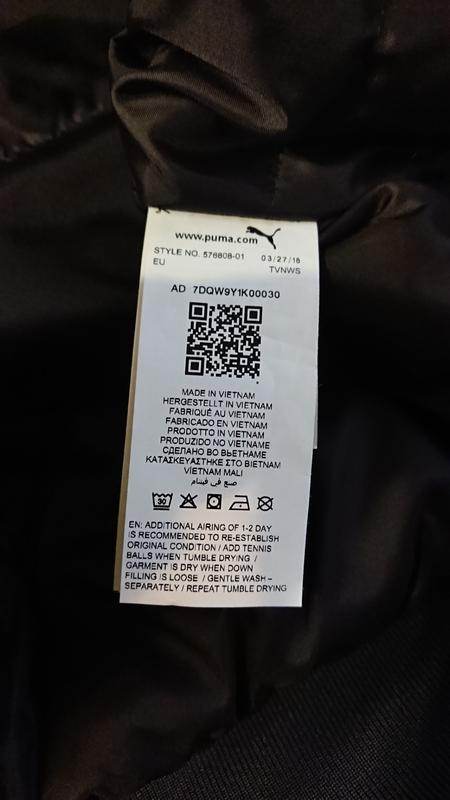 www.puma.com
STYLE NO. 576808-01 03/27/18
EU TVNWS
AD 7DQW9Y1K00030
MADE IN VIETNAM
HERGESTELLT IN VIETNAM
FABRIQUÉ AU VIETNAM
FABRICADO EN VIETNAM
PRODOTTO IN VIETNAM
PRODUZIDO NO VIETNAME
СДЕЛАНО ВО ВЬЕТНАМЕ
ΚΑΤΑΣΚΕΥΑΣΤΗΚΕ ΣΤΟ ΒΙΕΤΝΑΜ
VİETNAM MALI
صنع في فيتنام
30
EN: ADDITIONAL AIRING OF 1-2 DAY
IS RECOMMENDED TO RE-ESTABLISH
ORIGINAL CONDITION / ADD TENNIS
BALLS WHEN TUMBLE DRYING /
GARMENT IS DRY WHEN DOWN
FILLING IS LOOSE / GENTLE WASH –
SEPARATELY / REPEAT TUMBLE DRYING